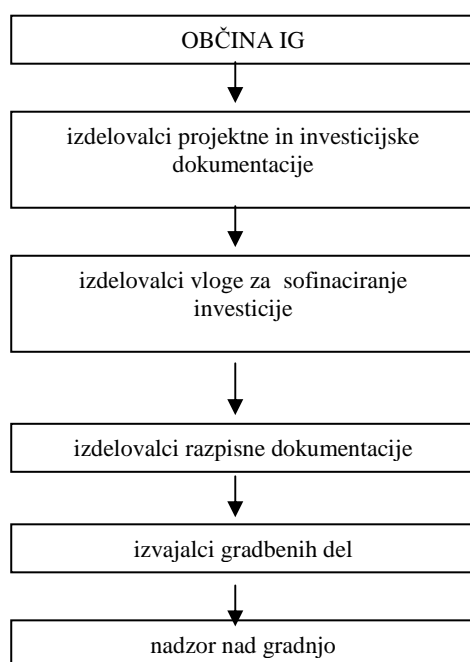 OBČINA IG
izdelovalci projektne in investicijske
dokumentacije
izdelovalci vloge za sofinaciranje
investicije
izdelovalci razpisne dokumentacije
izvajalci gradbenih del
nadzor nad gradnjo